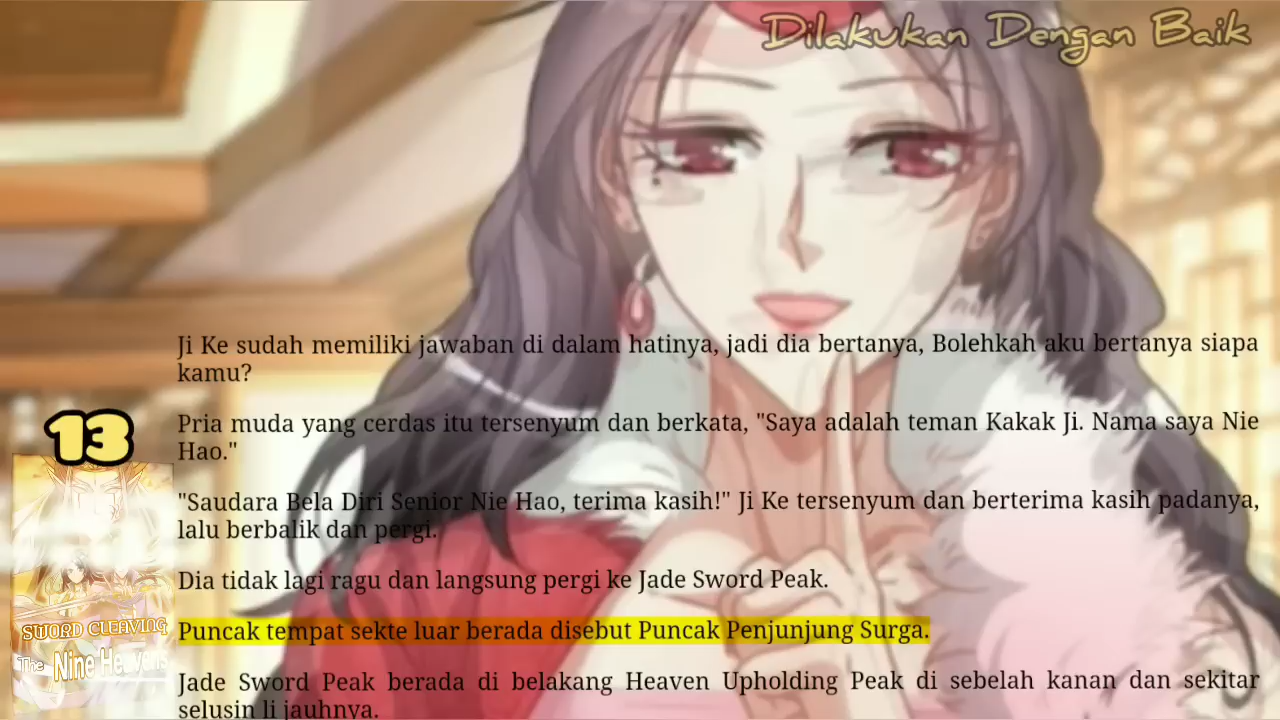 Dilakukan Dengan Baik
Ji Ke sudah memiliki jawaban di dalam hatinya, jadi dia bertanya, Bolehkah aku bertanya siapa
kamu?
Pria muda yang cerdas itu tersenyum dan berkata, "Saya adalah teman Kakak Ji. Nama saya Nie
Hao."
"Saudara Bela Diri Senior Nie Hao, terima kasih!" Ji Ke tersenyum dan berterima kasih padanya,
lalu berbalik dan pergi.
Dia tidak lagi ragu dan langsung pergi ke Jade Sword Peak.
Puncak tempat sekte luar berada disebut Puncak Penjunjung Surga.
Jade Sword Peak berada di belakang Heaven Upholding Peak di sebelah kanan dan sekitar
selusin li jauhnya.
13
SWORD CLEAVING
The Nine Heavens